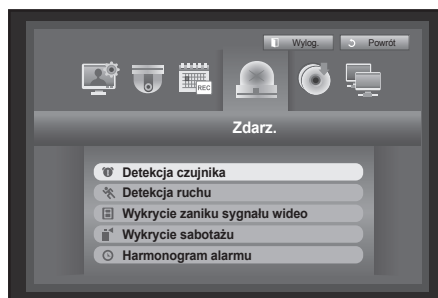 Wylog. Powrót
REC
Zdarz.
Detekcja czujnika
Detekcja ruchu
Wykrycie zaniku sygnału wideo
Wykrycie sabotażu
Harmonogram alarmu